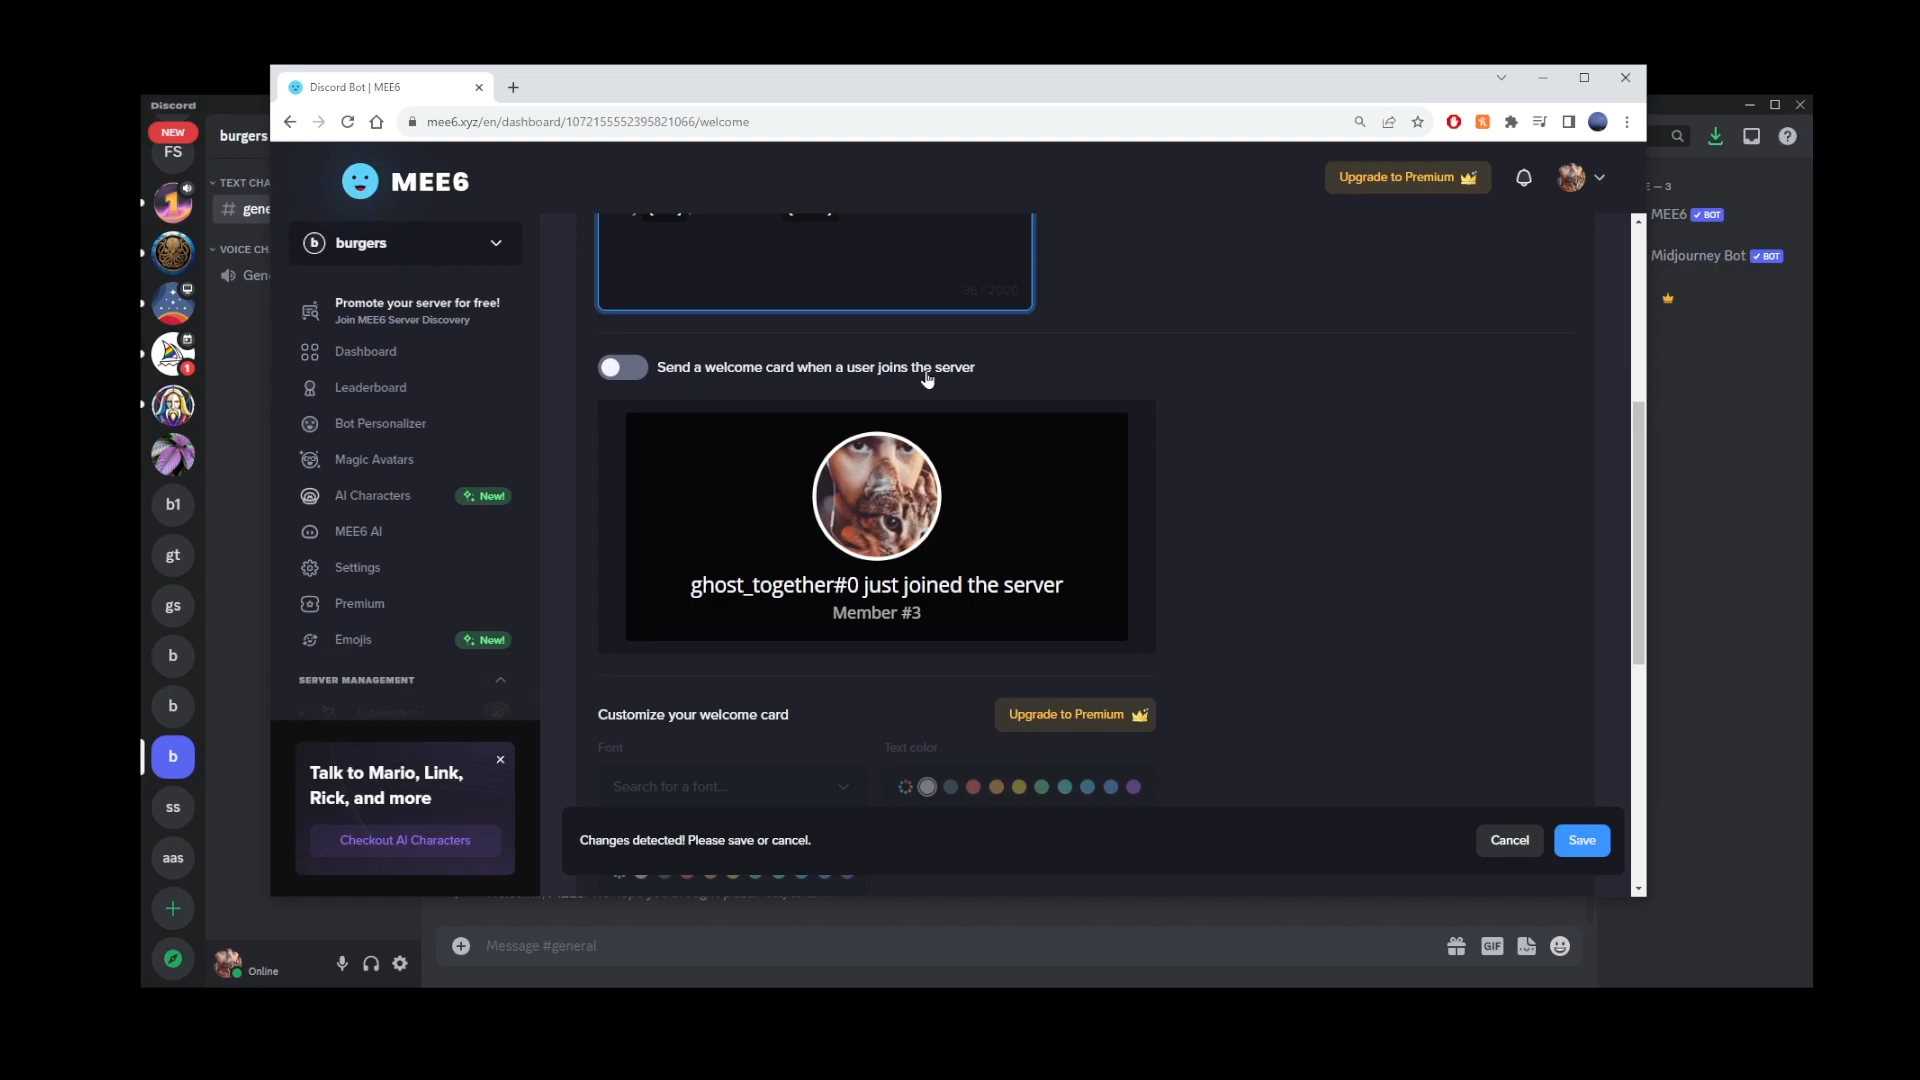 Discord Bot | MEE6
mee6.xyz/en/dashboard/1072155552395821066/welcome
Discord
NEW
FS
burgers
TEXT CHA
# gene
VOICE CH
Gen
1
b1
gt
gs
b
b
b
ss
aas
Online
MEE6
Upgrade to Premium
burgers
Promote your server for free!
Join MEE6 Server Discovery
Dashboard
Leaderboard
Bot Personalizer
Magic Avatars
AI Characters
New!
MEE6 AI
Settings
Premium
Emojis
New!
SERVER MANAGEMENT
Talk to Mario, Link,
Rick, and more
Checkout AI Characters
Send a welcome card when a user joins the server
ghost_together#0 just joined the server
Member #3
Customize your welcome card
Upgrade to Premium
Font
Text color
Search for a font...
Changes detected! Please save or cancel.
Cancel
Save
Message #general
GIF
E — 3
MEE6 BOT
Midjourney Bot BOT